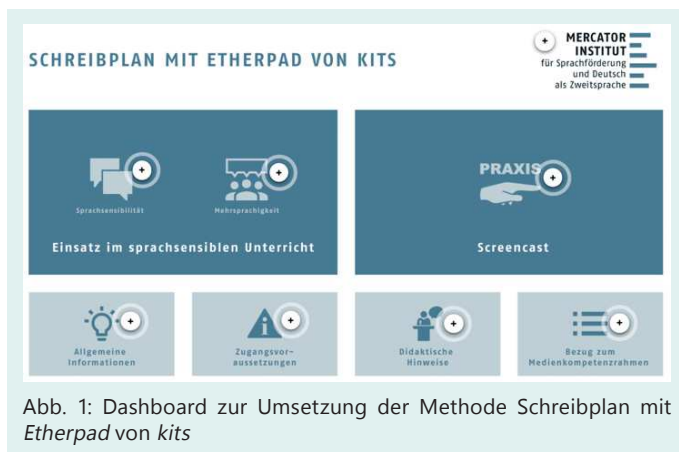 SCHREIBPLAN MIT ETHERPAD VON KITS
MERCATOR
INSTITUT
für Sprachförderung
und Deutsch
als Zweitsprache
Sprachsensibilität
Mehrsprachigkeit
Einsatz im sprachsensiblen Unterricht
PRAXIS
Screencast
Allgemeine
Informationen
Zugangsvor-
aussetzungen
Didaktische
Hinweise
Bezug zum
Medienkompetenzrahmen
Abb. 1: Dashboard zur Umsetzung der Methode Schreibplan mit
Etherpad von kits